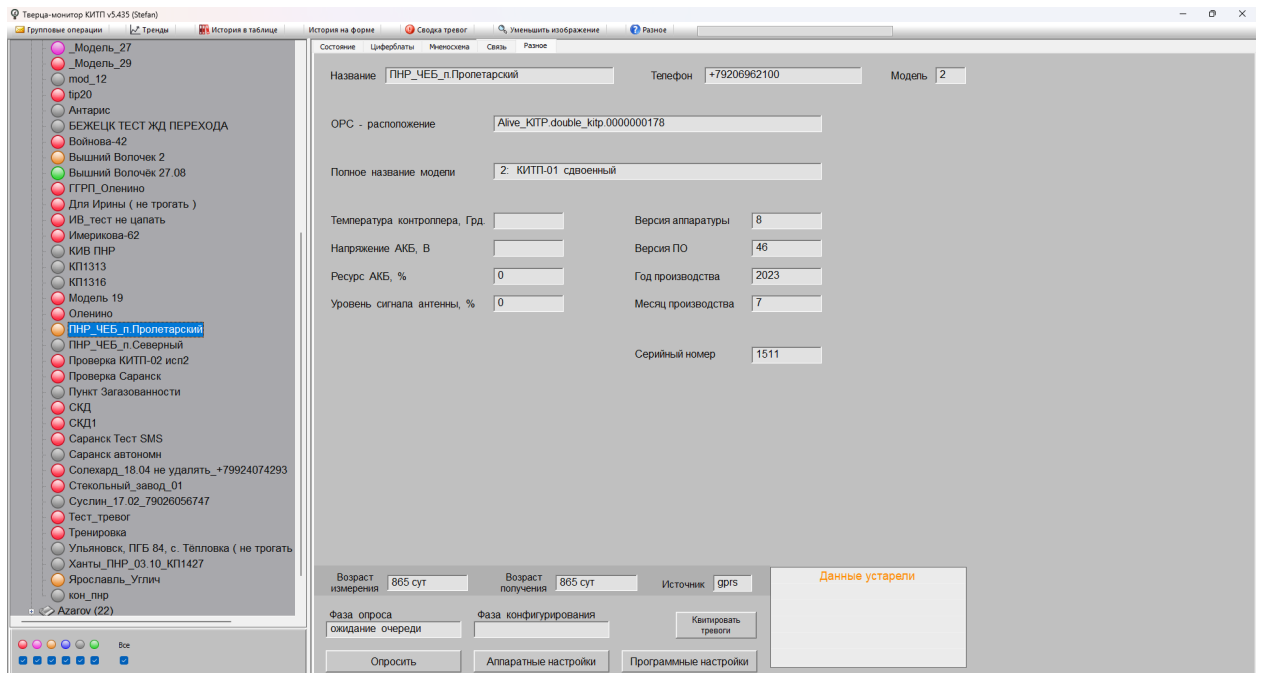 Тверца-монитор КИТП v5.435 (Stefan)
Групповые операции Тренды История в таблице История на форме Сводка тревог Уменьшить изображение Разное
_Модель_27
_Модель_29
mod_12
tip20
Антарис
БЕЖЕЦК ТЕСТ ЖД ПЕРЕХОДА
Войнова-42
Вышний Волочек 2
Вышний Волочёк 27.08
ГГРП_Оленино
Для Ирины ( не трогать )
ИВ_тест не цапать
Имерикова-62
КИВ ПНР
КП1313
КП1316
Модель 19
Оленино
ПНР_ЧЕБ_п.Пролетарский
ПНР_ЧЕБ_п.Северный
Проверка КИТП-02 исп2
Проверка Саранск
Пункт Загазованности
СКД
СКД1
Саранск Тест SMS
Саранск автономн
Солехард_18.04 не удалять_+79924074293
Стекольный_завод_01
Суслин_17.02_79026056747
Тест_тревог
Тренировка
Ульяновск, ПГБ 84, с. Тёпловка ( не трогать
Ханты_ПНР_03.10_КП1427
Ярославль_Углич
кон_пнр
Azarov (22)
Все
Состояние Циферблаты Мнемосхема Связь Разное
Название ПНР_ЧЕБ_п.Пролетарский Телефон +79206962100 Модель 2
OPC - расположение Alive_KITP.double_kitp.0000000178
Полное название модели 2: КИТП-01 сдвоенный
Температура контроллера, Грд. Версия аппаратуры 8
Напряжение АКБ, В Версия ПО 46
Ресурс АКБ, % 0 Год производства 2023
Уровень сигнала антенны, % 0 Месяц производства 7
Серийный номер 1511
Возраст измерения 865 сут Возраст получения 865 сут Источник gprs
Данные устарели
Фаза опроса Фаза конфигурирования
ожидание очереди
Квитировать тревоги
Опросить Аппаратные настройки Программные настройки